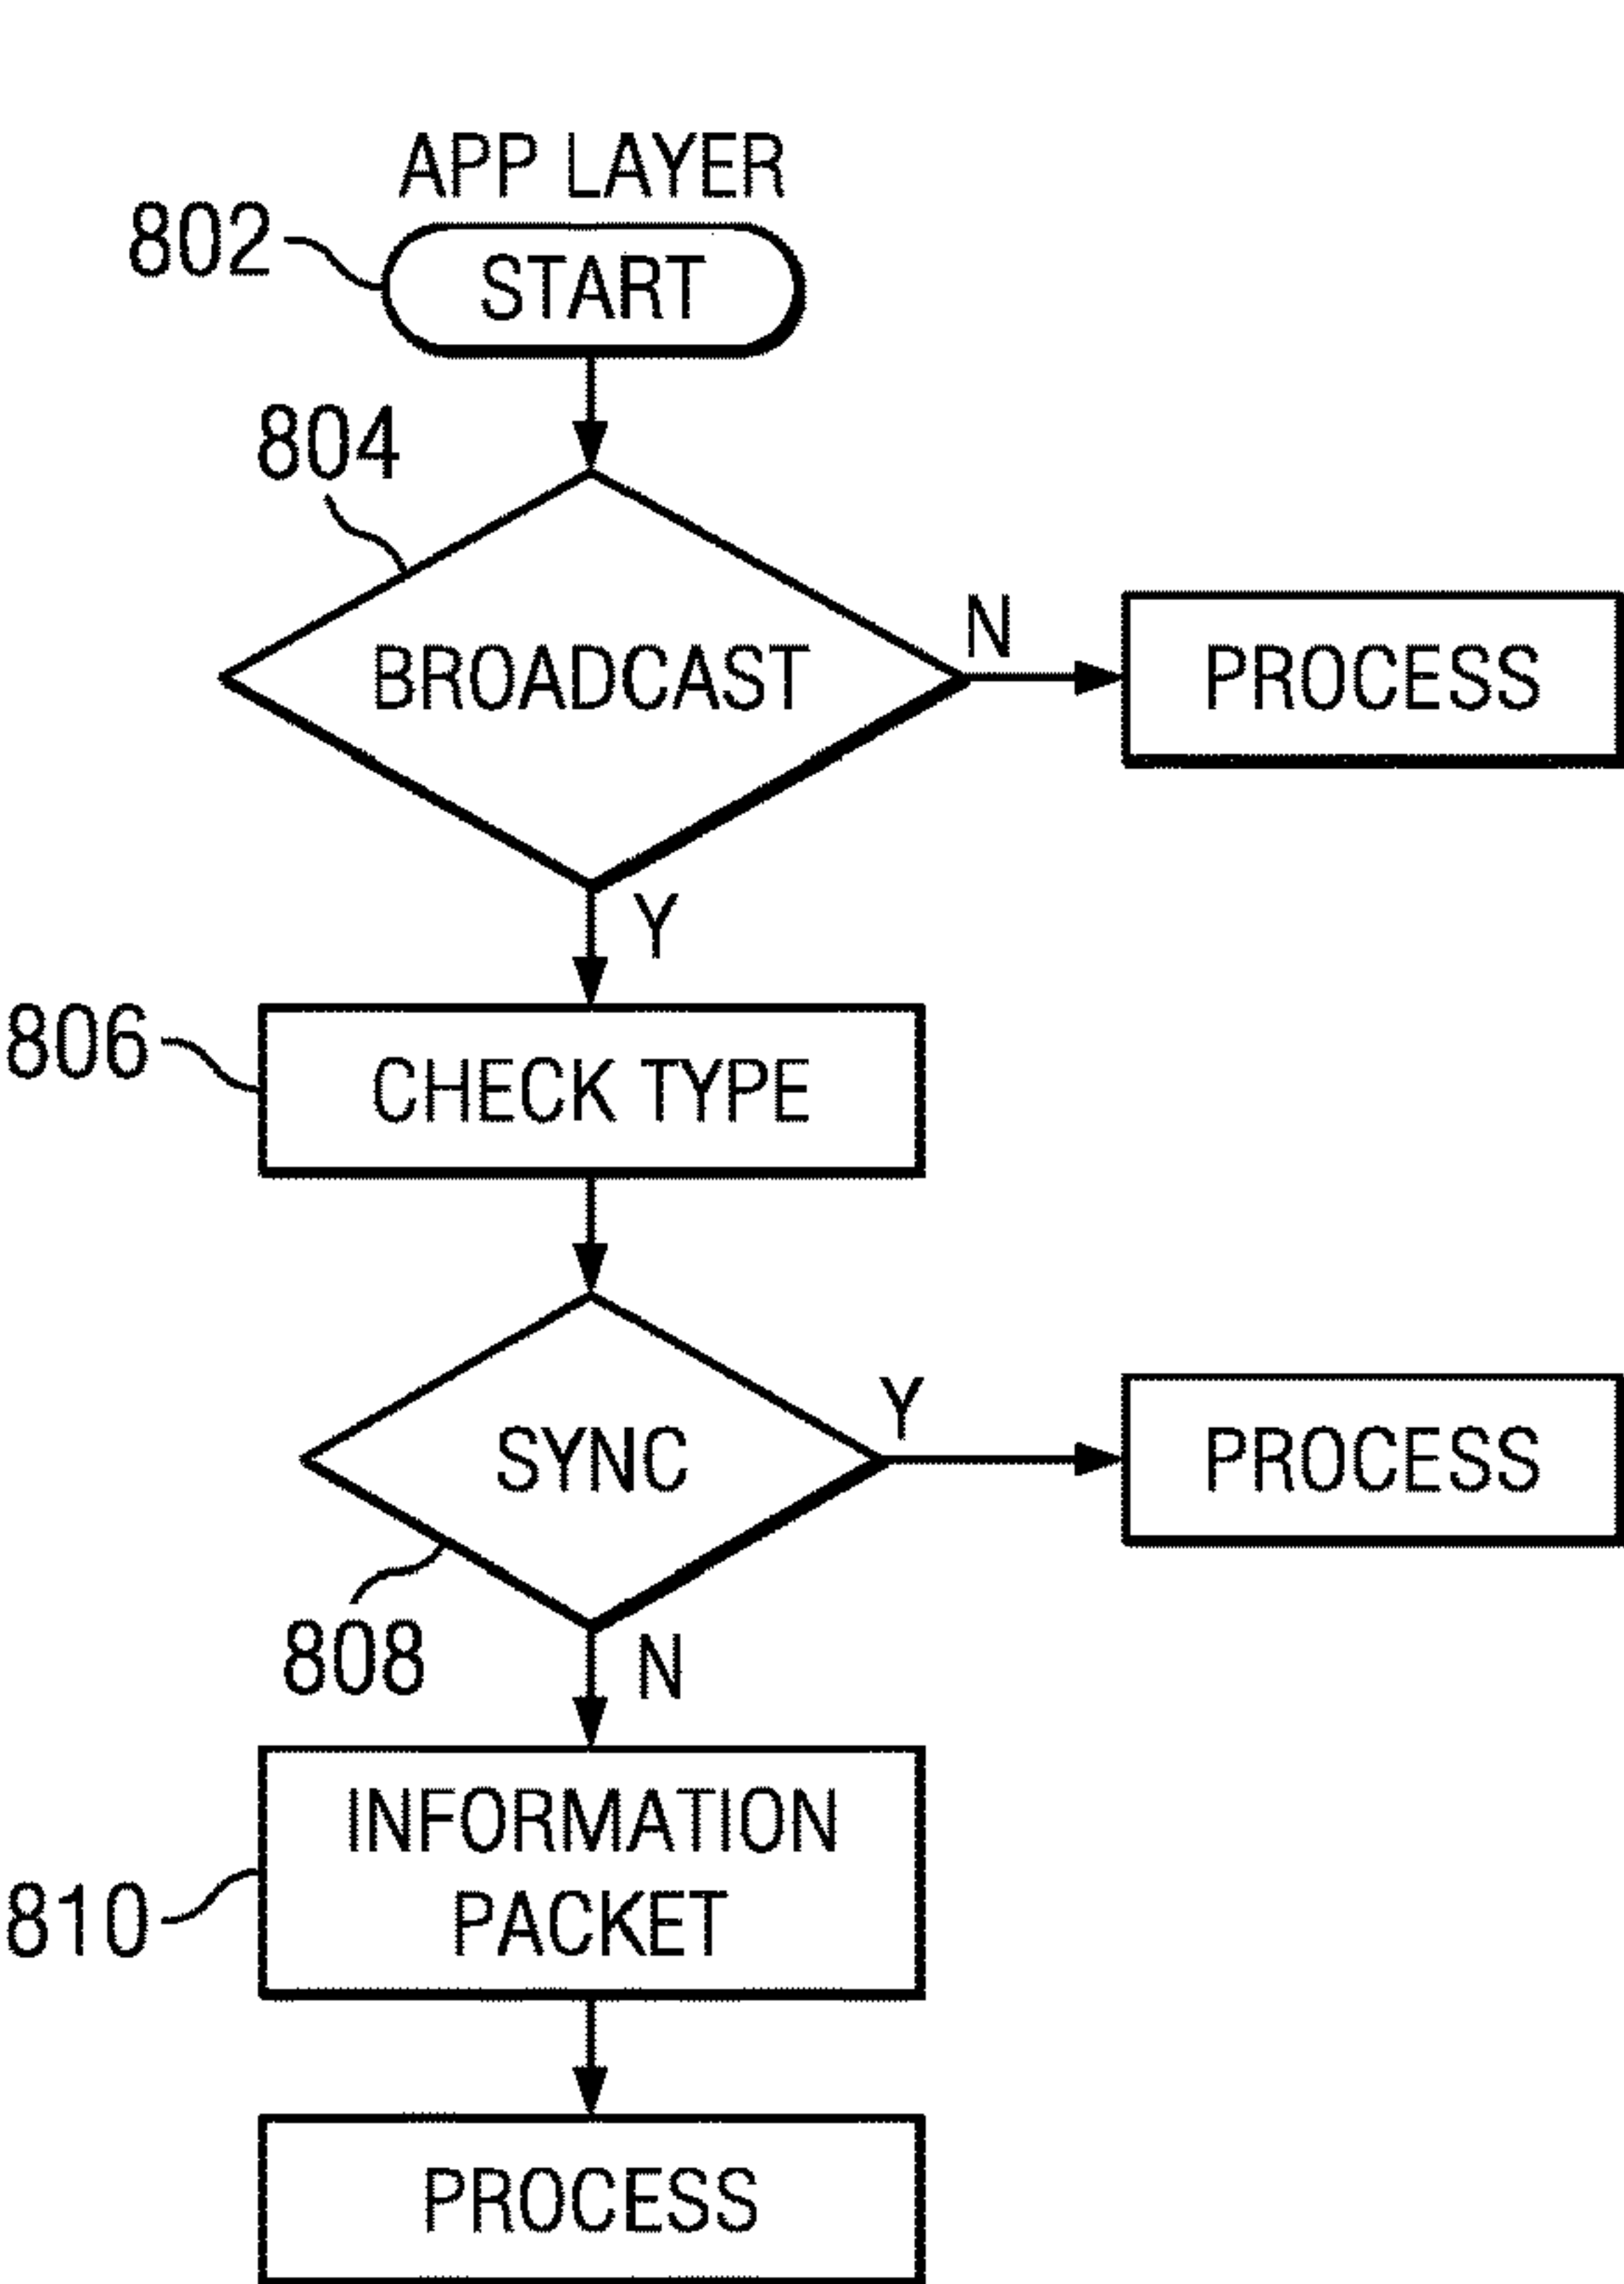 APP LAYER
802
START
804
BROADCAST
N
PROCESS
Y
806
CHECK TYPE
SYNC
Y
PROCESS
808
N
INFORMATION
PACKET
810
PROCESS